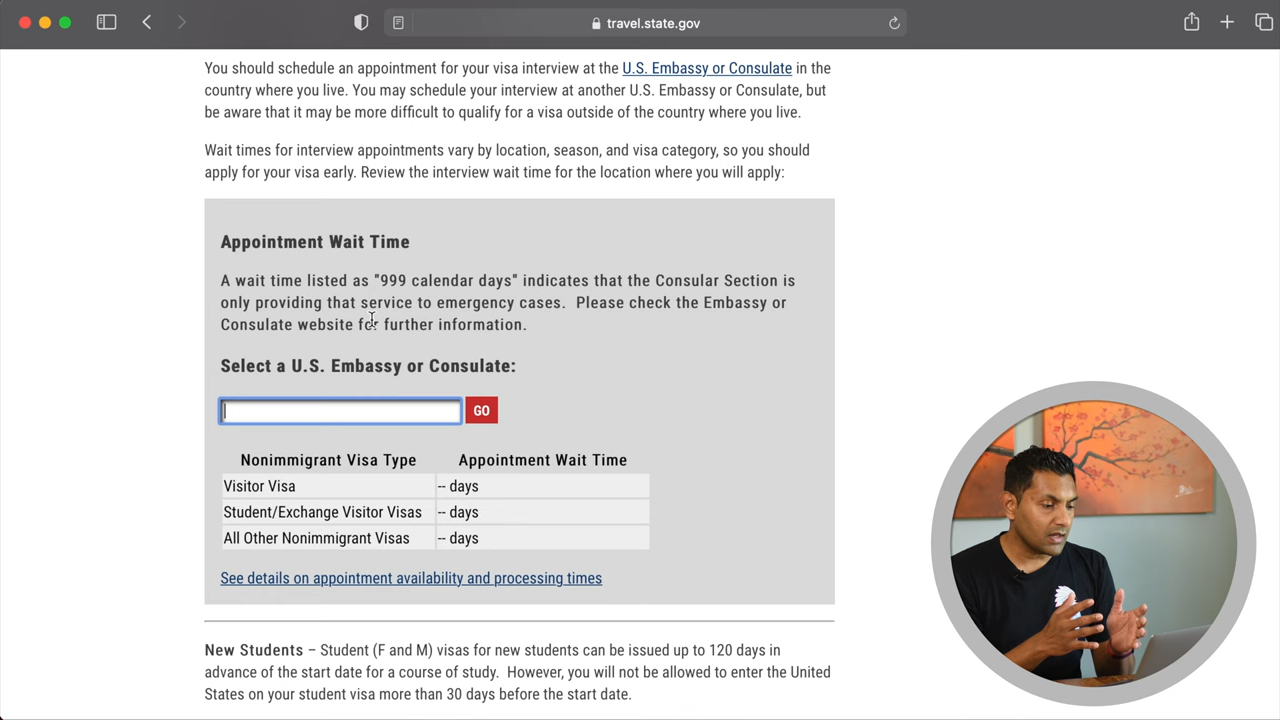 travel.state.gov
You should schedule an appointment for your visa interview at the U.S. Embassy or Consulate in the
country where you live. You may schedule your interview at another U.S. Embassy or Consulate, but
be aware that it may be more difficult to qualify for a visa outside of the country where you live.
Wait times for interview appointments vary by location, season, and visa category, so you should
apply for your visa early. Review the interview wait time for the location where you will apply:
Appointment Wait Time
A wait time listed as "999 calendar days" indicates that the Consular Section is
only providing that service to emergency cases. Please check the Embassy or
Consulate website for further information.
Select a U.S. Embassy or Consulate:
GO
Nonimmigrant Visa Type Appointment Wait Time
Visitor Visa -- days
Student/Exchange Visitor Visas -- days
All Other Nonimmigrant Visas -- days
See details on appointment availability and processing times
New Students – Student (F and M) visas for new students can be issued up to 120 days in
advance of the start date for a course of study. However, you will not be allowed to enter the United
States on your student visa more than 30 days before the start date.